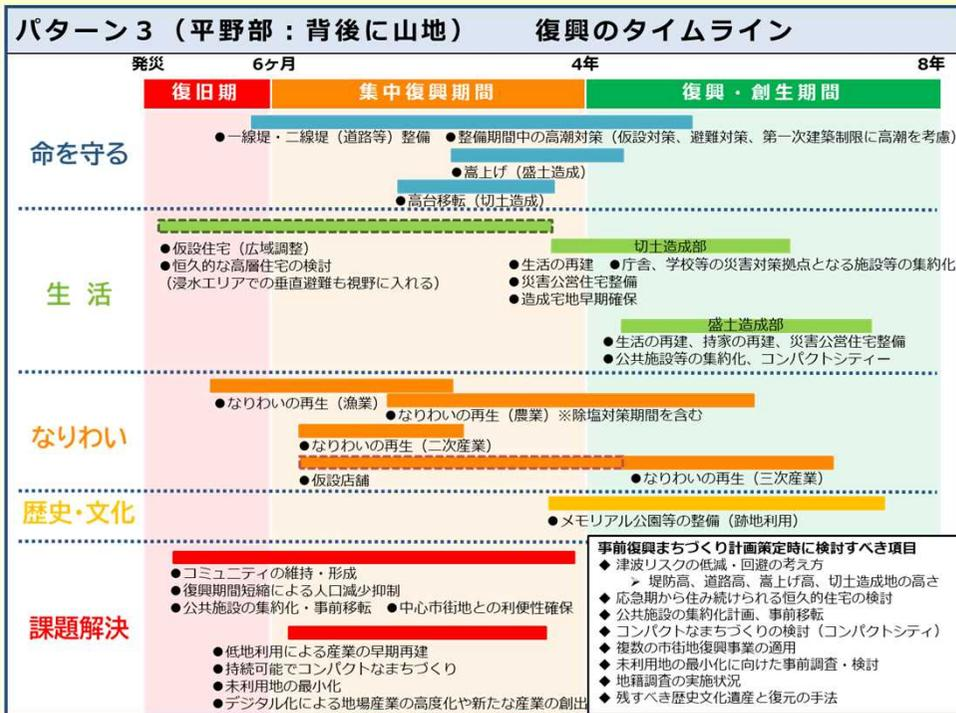 パターン３（平野部：背後に山地）　　復興のタイムライン
発災　6ヶ月　4年　8年
復旧期　集中復興期間　復興・創生期間
命を守る
●一線堤・二線堤（道路等）整備　●整備期間中の高潮対策（仮設対策、避難対策、第一次建築制限に高潮を考慮）
●嵩上げ（盛土造成）
●高台移転（切土造成）
生 活
●仮設住宅（広域調整）
●恒久的な高層住宅の検討
（浸水エリアでの垂直避難も視野に入れる）
切土造成部
●生活の再建　●庁舎、学校等の災害対策拠点となる施設等の集約化
●災害公営住宅整備
●造成宅地早期確保
盛土造成部
●生活の再建、持家の再建、災害公営住宅整備
●公共施設等の集約化、コンパクトシティー
なりわい
●なりわいの再生（漁業）
●なりわいの再生（農業）※除塩対策期間を含む
●なりわいの再生（二次産業）
●仮設店舗
●なりわいの再生（三次産業）
歴史・文化
●メモリアル公園等の整備（跡地利用）
課題解決
●コミュニティの維持・形成
●復興期間短縮による人口減少抑制
●公共施設の集約化・事前移転　●中心市街地との利便性確保
●低地利用による産業の早期再建
●持続可能でコンパクトなまちづくり
●未利用地の最小化
●デジタル化による地場産業の高度化や新たな産業の創出
事前復興まちづくり計画策定時に検討すべき項目
◆ 津波リスクの低減・回避の考え方
➢ 堤防高、道路高、嵩上げ高、切土造成地の高さ
◆ 応急期から住み続けられる恒久的住宅の検討
◆ 公共施設の集約化計画、事前移転
◆ コンパクトなまちづくりの検討（コンパクトシティ）
◆ 複数の市街地復興事業の適用
◆ 未利用地の最小化に向けた事前調査・検討
◆ 地籍調査の実施状況
◆ 残すべき歴史文化遺産と復元の手法